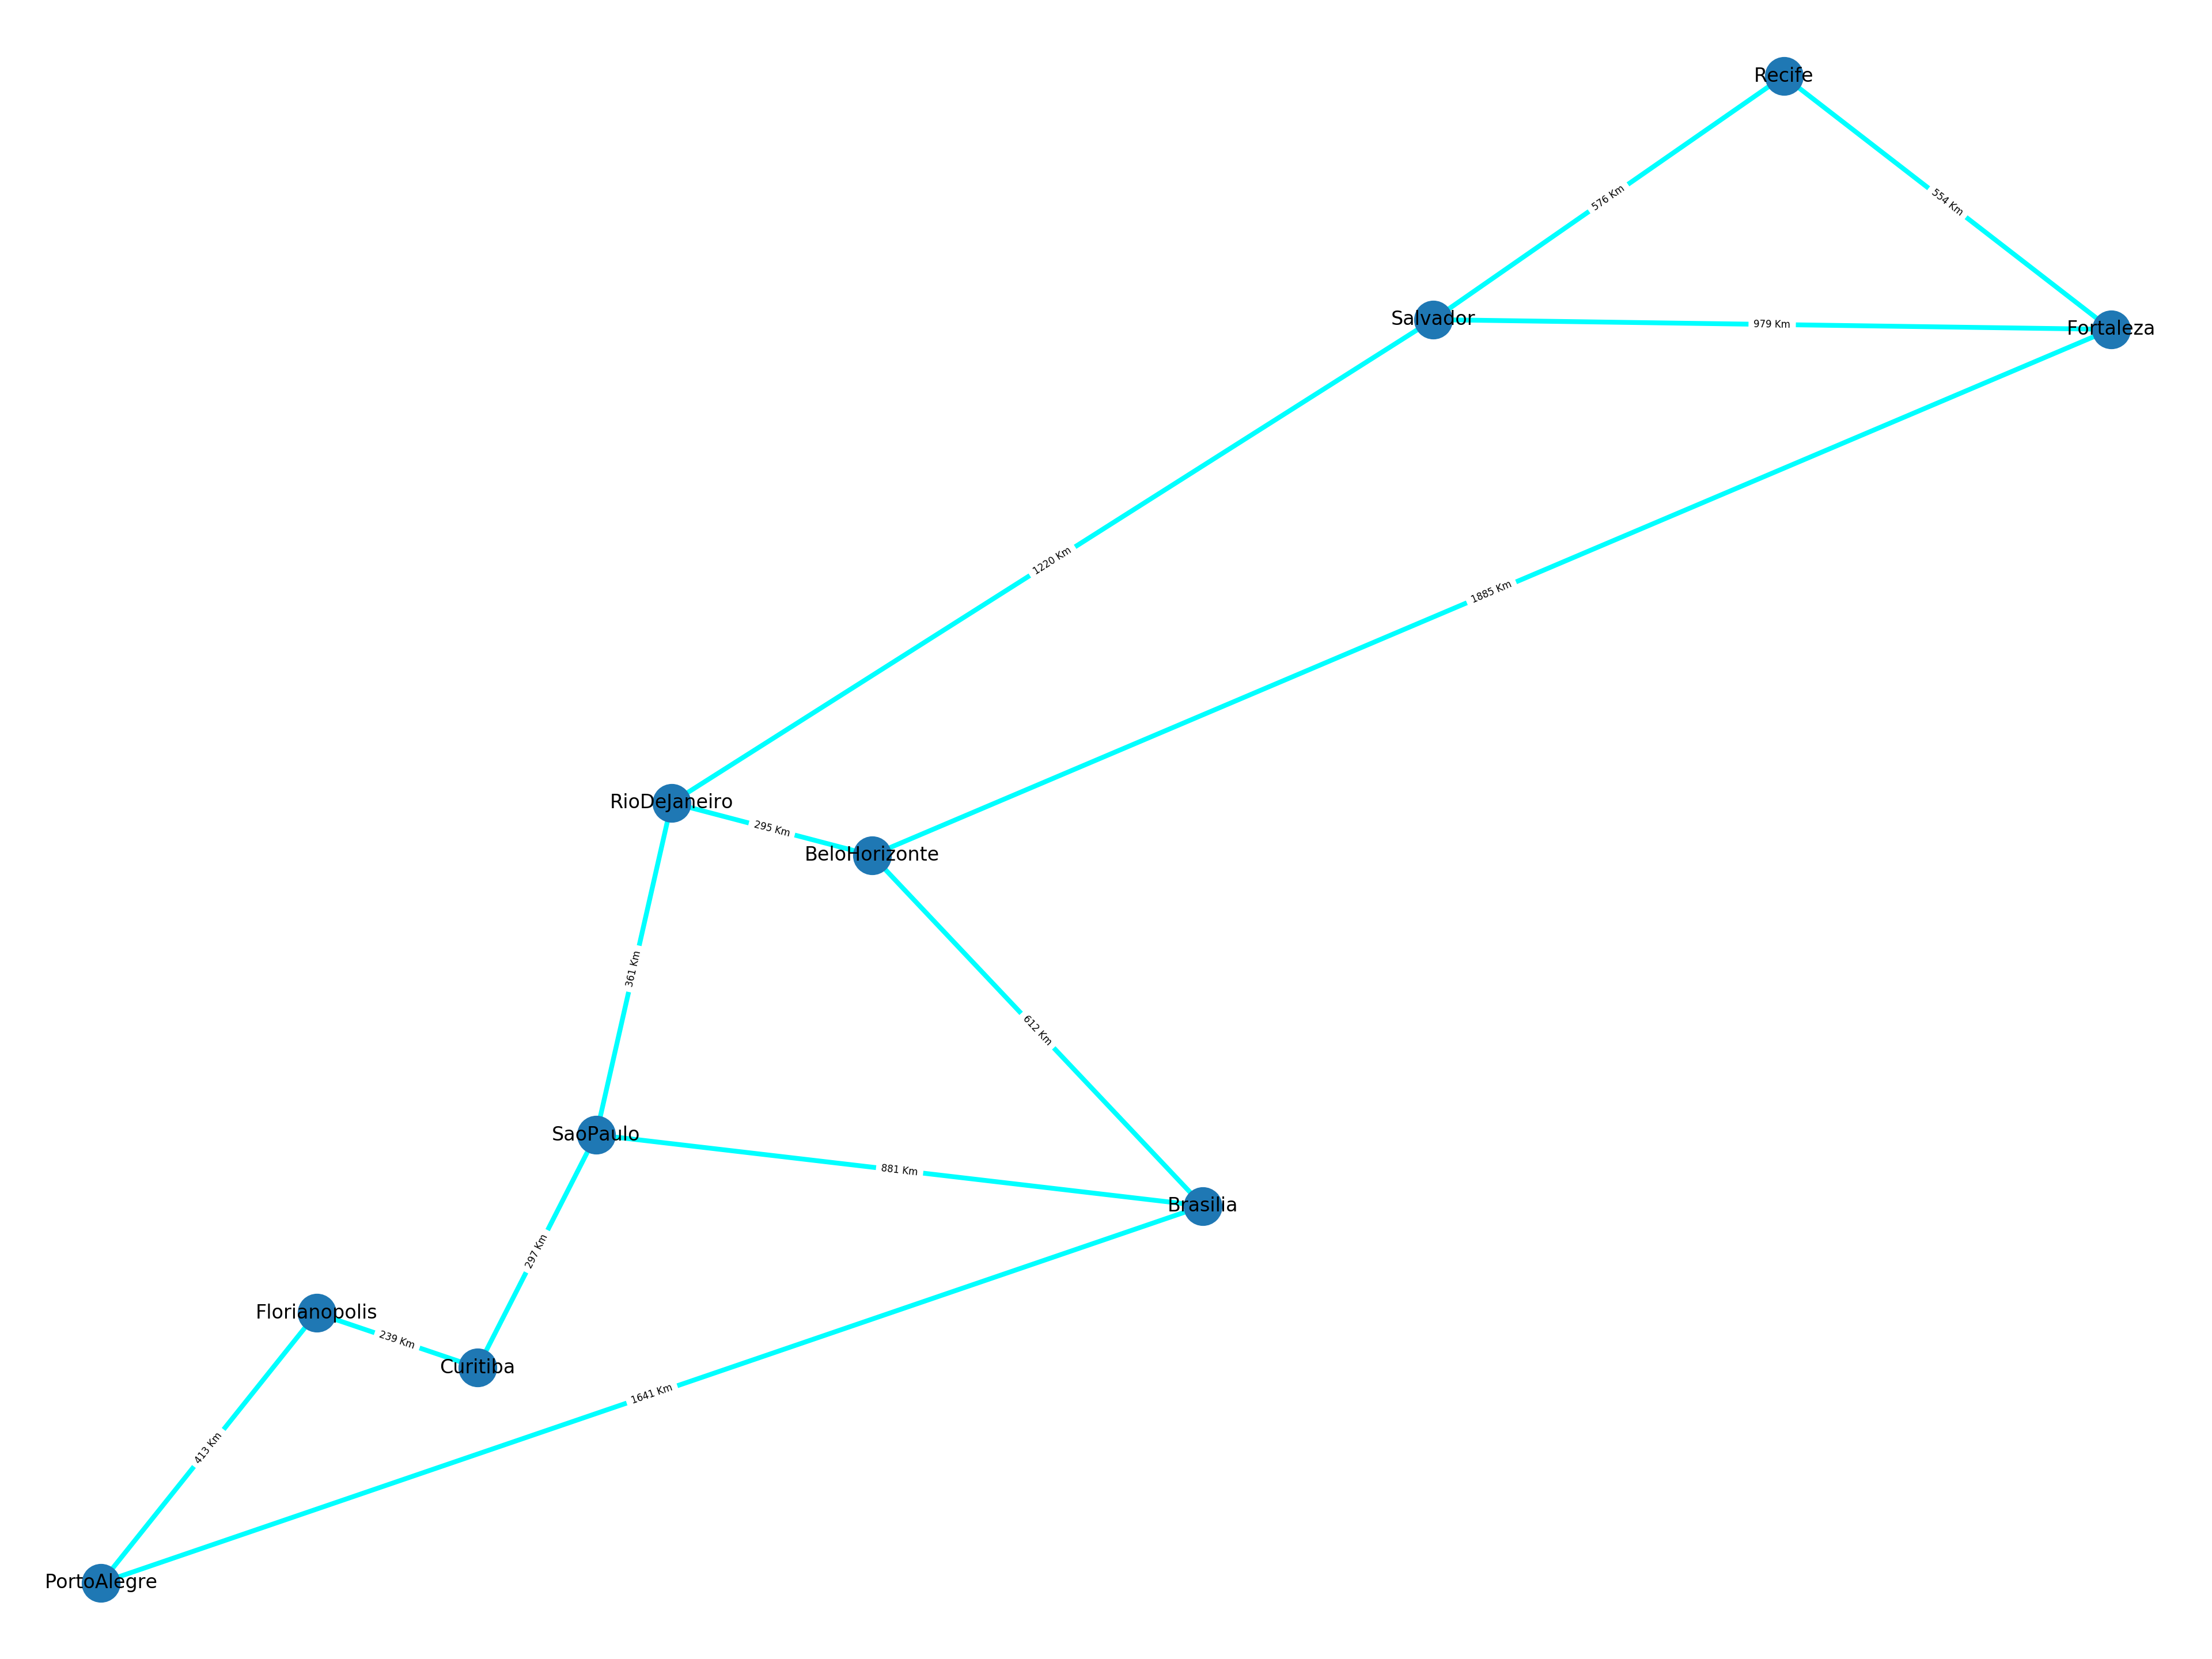 Recife
576 Km
554 Km
Salvador
979 Km
Fortaleza
1220 Km
1885 Km
RioDeJaneiro
295 Km
BeloHorizonte
361 Km
612 Km
SaoPaulo
881 Km
Brasilia
297 Km
Florianopolis
239 Km
Curitiba
1641 Km
413 Km
PortoAlegre